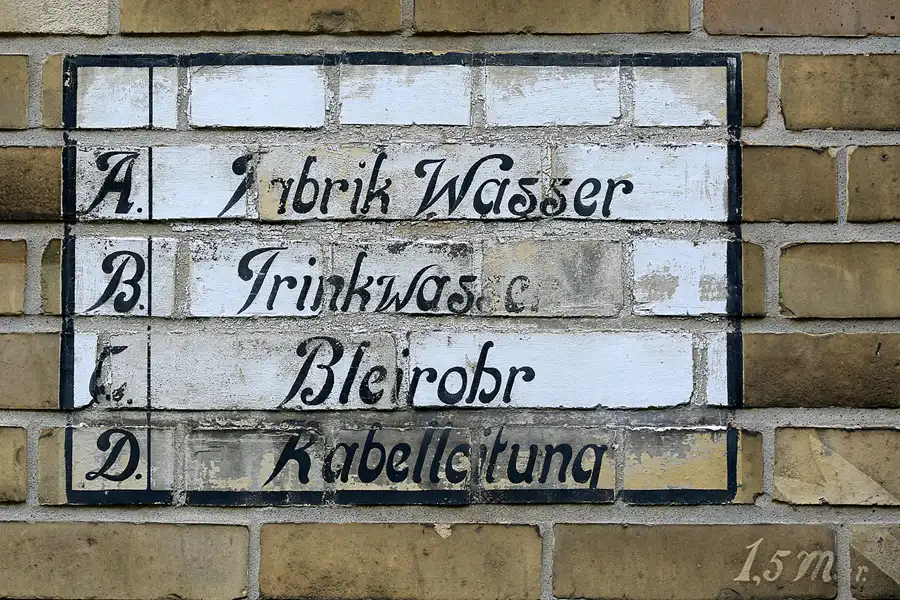 A. Fabrik Wasser
B. Trinkwasser
C. Bleirohr
D. Kabelleitung
1,5 m. r.